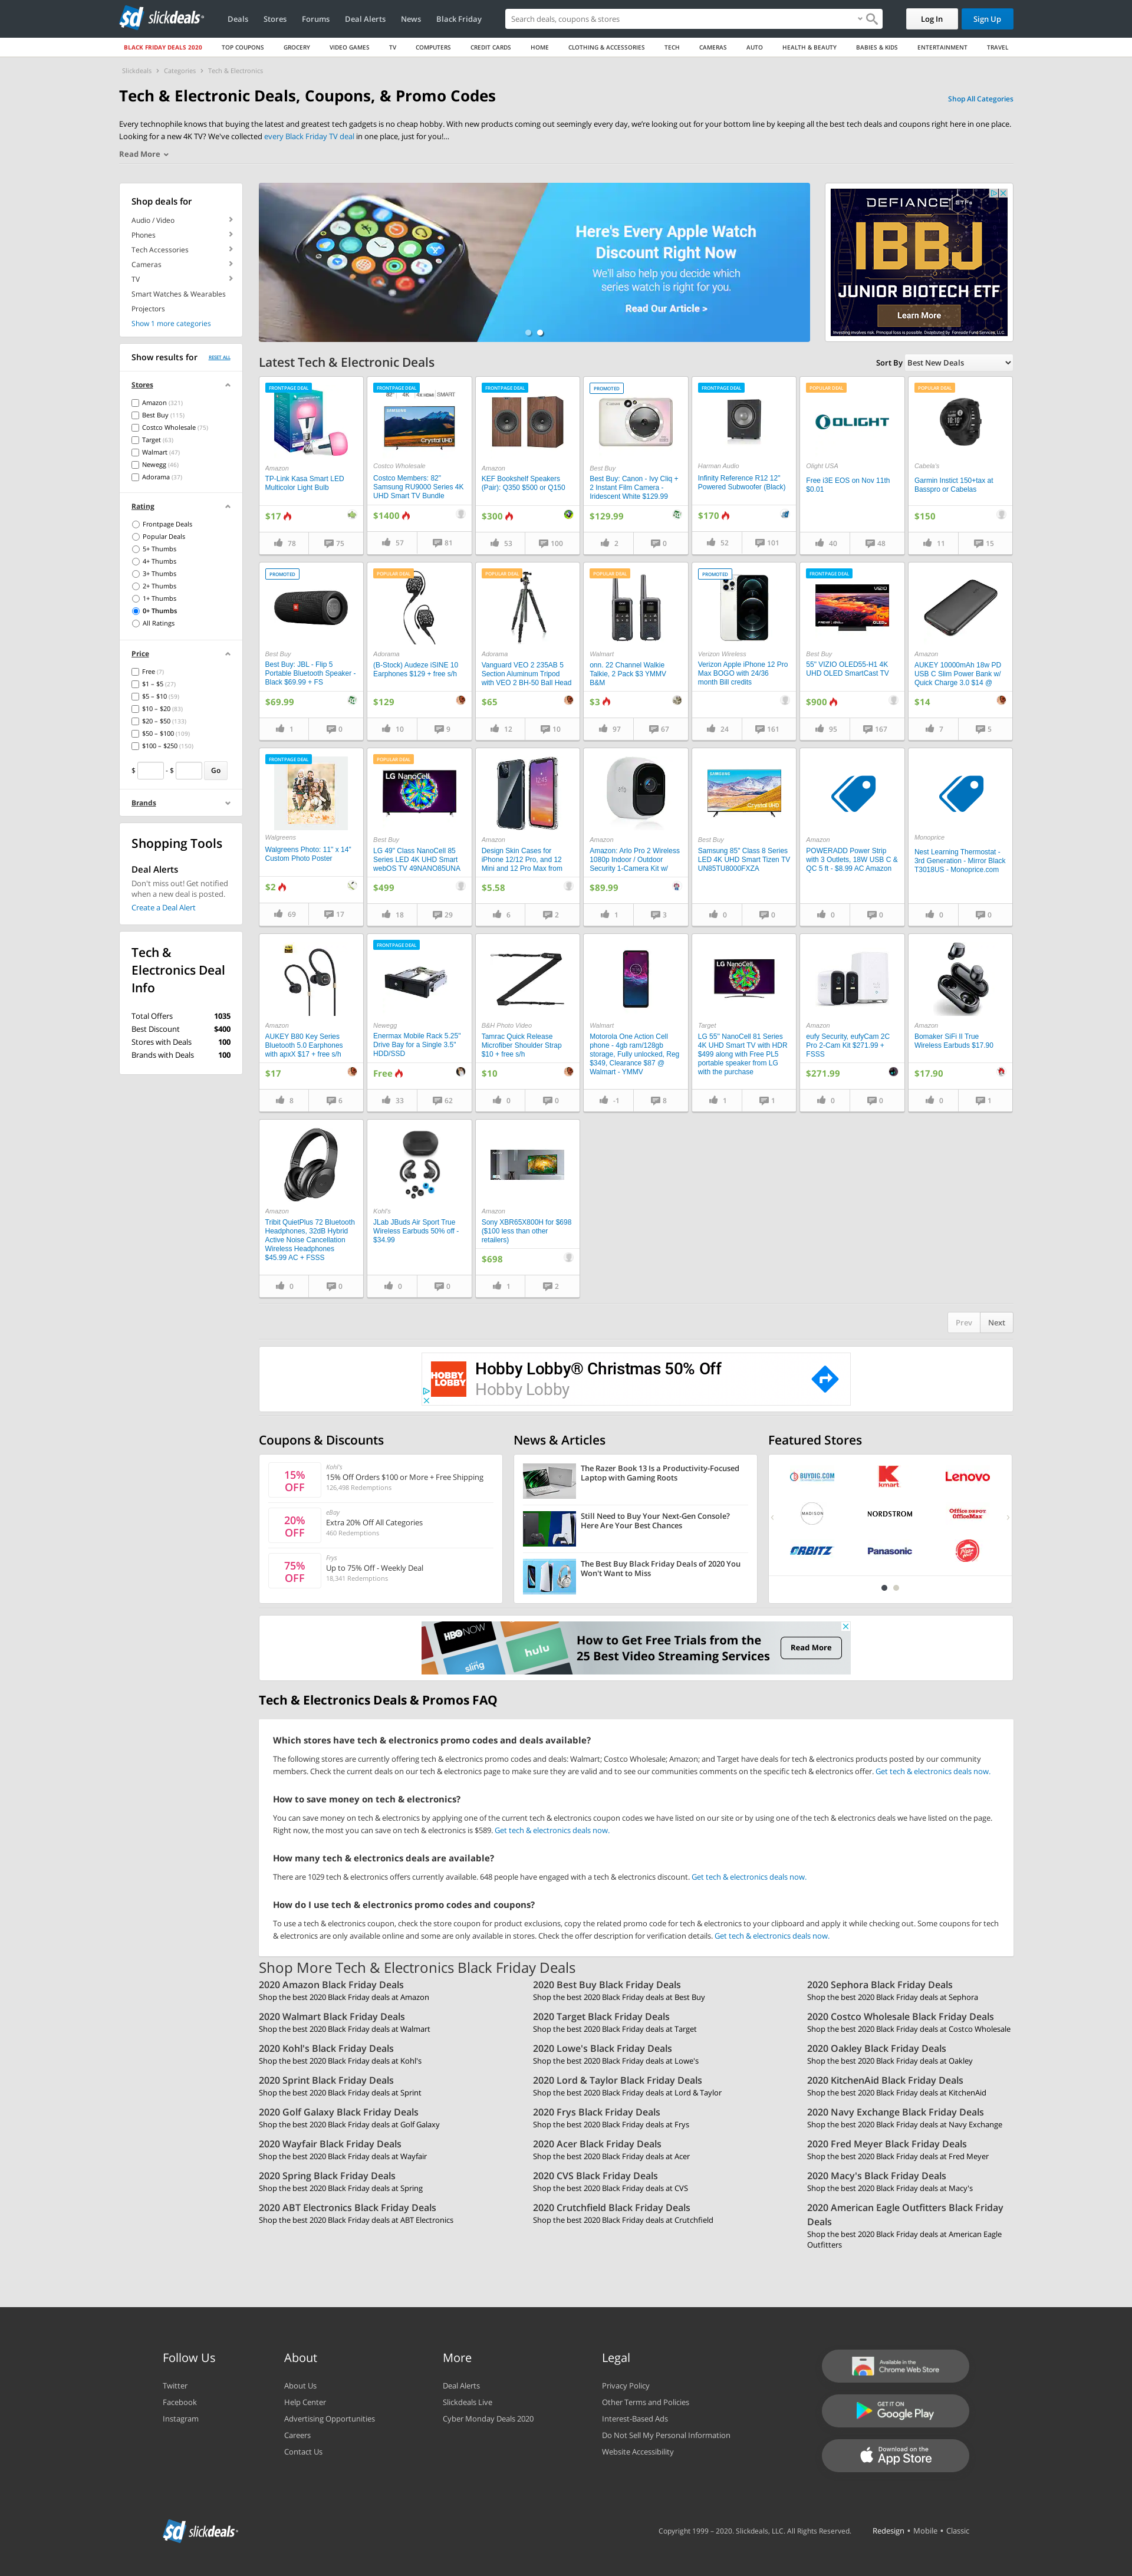 sd slickdeals
Deals
Stores
Forums
Deal Alerts
News
Black Friday
Search deals, coupons & stores
Log In
Sign Up
BLACK FRIDAY DEALS 2020
TOP COUPONS
GROCERY
VIDEO GAMES
TV
COMPUTERS
CREDIT CARDS
HOME
CLOTHING & ACCESSORIES
TECH
CAMERAS
AUTO
HEALTH & BEAUTY
BABIES & KIDS
ENTERTAINMENT
TRAVEL
Slickdeals > Categories > Tech & Electronics
Tech & Electronic Deals, Coupons, & Promo Codes
Shop All Categories
Every technophile knows that buying the latest and greatest tech gadgets is no cheap hobby. With new products coming out seemingly every day, we're looking out for your bottom line by keeping all the best tech deals and coupons right here in one place.
Looking for a new 4K TV? We've collected every Black Friday TV deal in one place, just for you!...
Read More
Shop deals for
Audio / Video
Phones
Tech Accessories
Cameras
TV
Smart Watches & Wearables
Projectors
Show 1 more categories
Show results for
RESET ALL
Stores
Amazon (321)
Best Buy (115)
Costco Wholesale (75)
Target (63)
Walmart (47)
Newegg (46)
Adorama (37)
Rating
Frontpage Deals
Popular Deals
5+ Thumbs
4+ Thumbs
3+ Thumbs
2+ Thumbs
1+ Thumbs
0+ Thumbs
All Ratings
Price
Free (7)
$1 – $5 (27)
$5 – $10 (59)
$10 – $20 (83)
$20 – $50 (133)
$50 – $100 (109)
$100 – $250 (150)
$ - $ Go
Brands
Shopping Tools
Deal Alerts
Don't miss out! Get notified
when a new deal is posted.
Create a Deal Alert
Tech &
Electronics Deal
Info
Total Offers 1035
Best Discount $400
Stores with Deals 100
Brands with Deals 100
Here's Every Apple Watch
Discount Right Now
We'll also help you decide which
series watch is right for you.
Read Our Article >
DEFIANCE ETFs
IBBJ
JUNIOR BIOTECH ETF
Learn More
Investing involves risk. Principal loss is possible. Distributed by Foreside Fund Services, LLC.
Latest Tech & Electronic Deals
Sort By Best New Deals
FRONTPAGE DEAL
Amazon
TP-Link Kasa Smart LED
Multicolor Light Bulb
$17
78 75
FRONTPAGE DEAL
82" 4K SMART
SAMSUNG
Crystal UHD
Costco Wholesale
Costco Members: 82"
Samsung RU9000 Series 4K
UHD Smart TV Bundle
$1400
57 81
FRONTPAGE DEAL
Amazon
KEF Bookshelf Speakers
(Pair): Q350 $500 or Q150
$300
53 100
PROMOTED
Best Buy
Best Buy: Canon - Ivy Cliq +
2 Instant Film Camera -
Iridescent White $129.99
$129.99
2 0
FRONTPAGE DEAL
Harman Audio
Infinity Reference R12 12"
Powered Subwoofer (Black)
$170
52 101
POPULAR DEAL
OLIGHT
Olight USA
Free i3E EOS on Nov 11th
$0.01
40 48
POPULAR DEAL
Cabela's
Garmin Instict 150+tax at
Basspro or Cabelas
$150
11 15
PROMOTED
Best Buy
Best Buy: JBL - Flip 5
Portable Bluetooth Speaker -
Black $69.99 + FS
$69.99
1 0
POPULAR DEAL
Adorama
(B-Stock) Audeze iSINE 10
Earphones $129 + free s/h
$129
10 9
POPULAR DEAL
Adorama
Vanguard VEO 2 235AB 5
Section Aluminum Tripod
with VEO 2 BH-50 Ball Head
$65
12 10
POPULAR DEAL
Walmart
onn. 22 Channel Walkie
Talkie, 2 Pack $3 YMMV
B&M
$3
97 67
PROMOTED
Verizon Wireless
Verizon Apple iPhone 12 Pro
Max BOGO with 24/36
month Bill credits
24 161
FRONTPAGE DEAL
VIZIO
OLED
Best Buy
55" VIZIO OLED55-H1 4K
UHD OLED SmartCast TV
$900
95 167
Amazon
AUKEY 10000mAh 18w PD
USB C Slim Power Bank w/
Quick Charge 3.0 $14 @
$14
7 5
FRONTPAGE DEAL
Walgreens
Walgreens Photo: 11" x 14"
Custom Photo Poster
$2
69 17
POPULAR DEAL
LG NanoCell
Best Buy
LG 49" Class NanoCell 85
Series LED 4K UHD Smart
webOS TV 49NANO85UNA
$499
18 29
Amazon
Design Skin Cases for
iPhone 12/12 Pro, and 12
Mini and 12 Pro Max from
$5.58
6 2
Amazon
Amazon: Arlo Pro 2 Wireless
1080p Indoor / Outdoor
Security 1-Camera Kit w/
$89.99
1 3
SAMSUNG
Crystal UHD
Best Buy
Samsung 85" Class 8 Series
LED 4K UHD Smart Tizen TV
UN85TU8000FXZA
0 0
Amazon
POWERADD Power Strip
with 3 Outlets, 18W USB C &
QC 5 ft - $8.99 AC Amazon
0 0
Monoprice
Nest Learning Thermostat -
3rd Generation - Mirror Black
T3018US - Monoprice.com
0 0
Amazon
AUKEY B80 Key Series
Bluetooth 5.0 Earphones
with apxX $17 + free s/h
$17
8 6
FRONTPAGE DEAL
Newegg
Enermax Mobile Rack 5.25"
Drive Bay for a Single 3.5"
HDD/SSD
Free
33 62
B&H Photo Video
Tamrac Quick Release
Microfiber Shoulder Strap
$10 + free s/h
$10
0 0
Walmart
Motorola One Action Cell
phone - 4gb ram/128gb
storage, Fully unlocked, Reg
$349, Clearance $87 @
Walmart - YMMV
-1 8
LG NanoCell
Target
LG 55" NanoCell 81 Series
4K UHD Smart TV with HDR
$499 along with Free PL5
portable speaker from LG
with the purchase
1 1
Amazon
eufy Security, eufyCam 2C
Pro 2-Cam Kit $271.99 +
FSSS
$271.99
0 0
Amazon
Bomaker SiFi II True
Wireless Earbuds $17.90
$17.90
0 1
Amazon
Tribit QuietPlus 72 Bluetooth
Headphones, 32dB Hybrid
Active Noise Cancellation
Wireless Headphones
$45.99 AC + FSSS
0 0
Kohl's
JLab JBuds Air Sport True
Wireless Earbuds 50% off -
$34.99
0 0
Amazon
Sony XBR65X800H for $698
($100 less than other
retailers)
$698
1 2
Prev Next
HOBBY LOBBY
Hobby Lobby® Christmas 50% Off
Hobby Lobby
Coupons & Discounts
15% OFF
Kohl's
15% Off Orders $100 or More + Free Shipping
126,498 Redemptions
20% OFF
eBay
Extra 20% Off All Categories
460 Redemptions
75% OFF
Frys
Up to 75% Off - Weekly Deal
18,341 Redemptions
News & Articles
The Razor Book 13 Is a Productivity-Focused
Laptop with Gaming Roots
Still Need to Buy Your Next-Gen Console?
Here Are Your Best Chances
The Best Buy Black Friday Deals of 2020 You
Won't Want to Miss
Featured Stores
BUYDIG.COM
kmart
Lenovo
MADISON
NORDSTROM
Office DEPOT
OfficeMax
ORBITZ
Panasonic
HBO NOW
sling
hulu
How to Get Free Trials from the
25 Best Video Streaming Services
Read More
Tech & Electronics Deals & Promos FAQ
Which stores have tech & electronics promo codes and deals available?
The following stores are currently offering tech & electronics promo codes and deals: Walmart; Costco Wholesale; Amazon; and Target have deals for tech & electronics products posted by our community
members. Check the current deals on our tech & electronics page to make sure they are valid and to see our communities comments on the specific tech & electronics offer. Get tech & electronics deals now.
How to save money on tech & electronics?
You can save money on tech & electronics by applying one of the current tech & electronics coupon codes we have listed on our site or by using one of the tech & electronics deals we have listed on the page.
Right now, the most you can save on tech & electronics is $589. Get tech & electronics deals now.
How many tech & electronics deals are available?
There are 1029 tech & electronics offers currently available. 648 people have engaged with a tech & electronics discount. Get tech & electronics deals now.
How do I use tech & electronics promo codes and coupons?
To use a tech & electronics coupon, check the store coupon for product exclusions, copy the related promo code for tech & electronics to your clipboard and apply it while checking out. Some coupons for tech
& electronics are only available online and some are only available in stores. Check the offer description for verification details. Get tech & electronics deals now.
Shop More Tech & Electronics Black Friday Deals
2020 Amazon Black Friday Deals
Shop the best 2020 Black Friday deals at Amazon
2020 Best Buy Black Friday Deals
Shop the best 2020 Black Friday deals at Best Buy
2020 Sephora Black Friday Deals
Shop the best 2020 Black Friday deals at Sephora
2020 Walmart Black Friday Deals
Shop the best 2020 Black Friday deals at Walmart
2020 Target Black Friday Deals
Shop the best 2020 Black Friday deals at Target
2020 Costco Wholesale Black Friday Deals
Shop the best 2020 Black Friday deals at Costco Wholesale
2020 Kohl's Black Friday Deals
Shop the best 2020 Black Friday deals at Kohl's
2020 Lowe's Black Friday Deals
Shop the best 2020 Black Friday deals at Lowe's
2020 Oakley Black Friday Deals
Shop the best 2020 Black Friday deals at Oakley
2020 Sprint Black Friday Deals
Shop the best 2020 Black Friday deals at Sprint
2020 Lord & Taylor Black Friday Deals
Shop the best 2020 Black Friday deals at Lord & Taylor
2020 KitchenAid Black Friday Deals
Shop the best 2020 Black Friday deals at KitchenAid
2020 Golf Galaxy Black Friday Deals
Shop the best 2020 Black Friday deals at Golf Galaxy
2020 Frys Black Friday Deals
Shop the best 2020 Black Friday deals at Frys
2020 Navy Exchange Black Friday Deals
Shop the best 2020 Black Friday deals at Navy Exchange
2020 Wayfair Black Friday Deals
Shop the best 2020 Black Friday deals at Wayfair
2020 Acer Black Friday Deals
Shop the best 2020 Black Friday deals at Acer
2020 Fred Meyer Black Friday Deals
Shop the best 2020 Black Friday deals at Fred Meyer
2020 Spring Black Friday Deals
Shop the best 2020 Black Friday deals at Spring
2020 CVS Black Friday Deals
Shop the best 2020 Black Friday deals at CVS
2020 Macy's Black Friday Deals
Shop the best 2020 Black Friday deals at Macy's
2020 ABT Electronics Black Friday Deals
Shop the best 2020 Black Friday deals at ABT Electronics
2020 Crutchfield Black Friday Deals
Shop the best 2020 Black Friday deals at Crutchfield
2020 American Eagle Outfitters Black Friday
Deals
Shop the best 2020 Black Friday deals at American Eagle
Outfitters
Follow Us
Twitter
Facebook
Instagram
About
About Us
Help Center
Advertising Opportunities
Careers
Contact Us
More
Deal Alerts
Slickdeals Live
Cyber Monday Deals 2020
Legal
Privacy Policy
Other Terms and Policies
Interest-Based Ads
Do Not Sell My Personal Information
Website Accessibility
Available in the
Chrome Web Store
GET IT ON
Google Play
Download on the
App Store
sd slickdeals
Copyright 1999 – 2020. Slickdeals, LLC. All Rights Reserved.
Redesign • Mobile • Classic